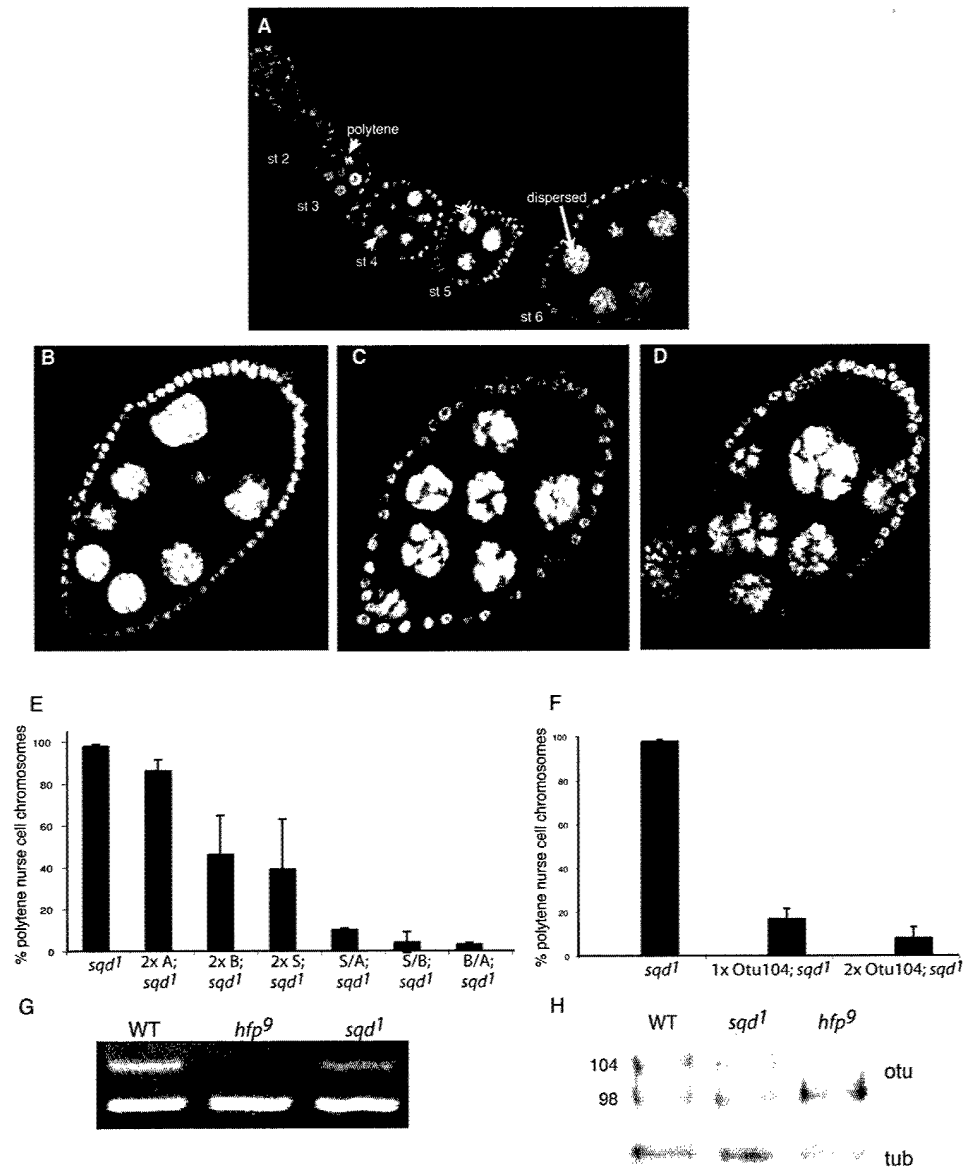 A
polytene
st 2
st 3
st 4
st 5
dispersed
st 6
B
C
D
E
% polytene nurse cell chromosomes
100
80
60
40
20
0
sqd1
2x A; sqd1
2x B; sqd1
2x S; sqd1
S/A; sqd1
S/B; sqd1
B/A; sqd1
F
% polytene nurse cell chromosomes
100
80
60
40
20
0
sqd1
1x Otu104; sqd1
2x Otu104; sqd1
G
WT hfp9 sqd1
H
WT sqd1 hfp9
104
98
otu
tub